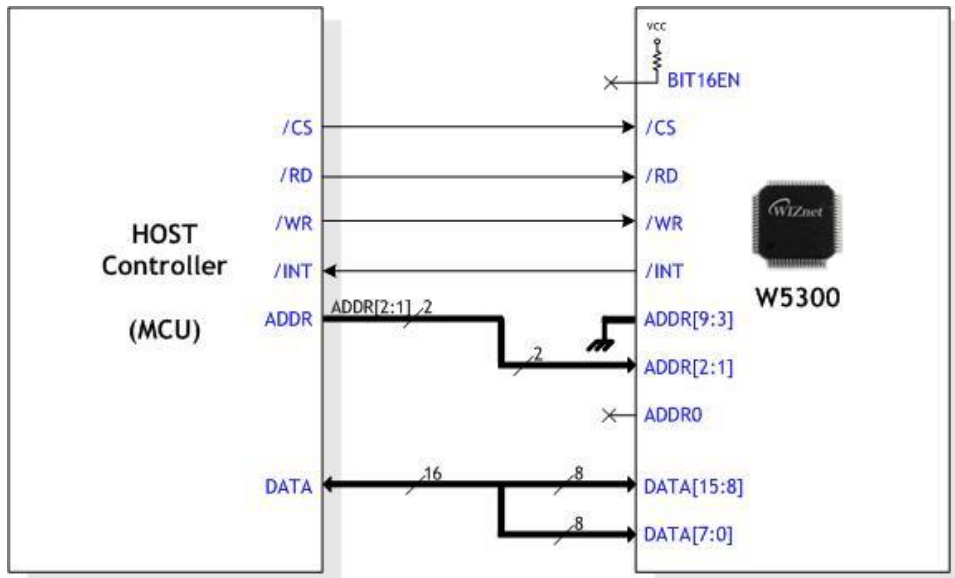 vcc
BIT16EN
/CS
/CS
/RD
/RD
/WR
/WR
HOST
Controller
(MCU)
WIZnet
/INT
/INT
W5300
ADDR
ADDR[2:1]
2
ADDR[9:3]
2
ADDR[2:1]
ADDR0
DATA
16
8
DATA[15:8]
8
DATA[7:0]